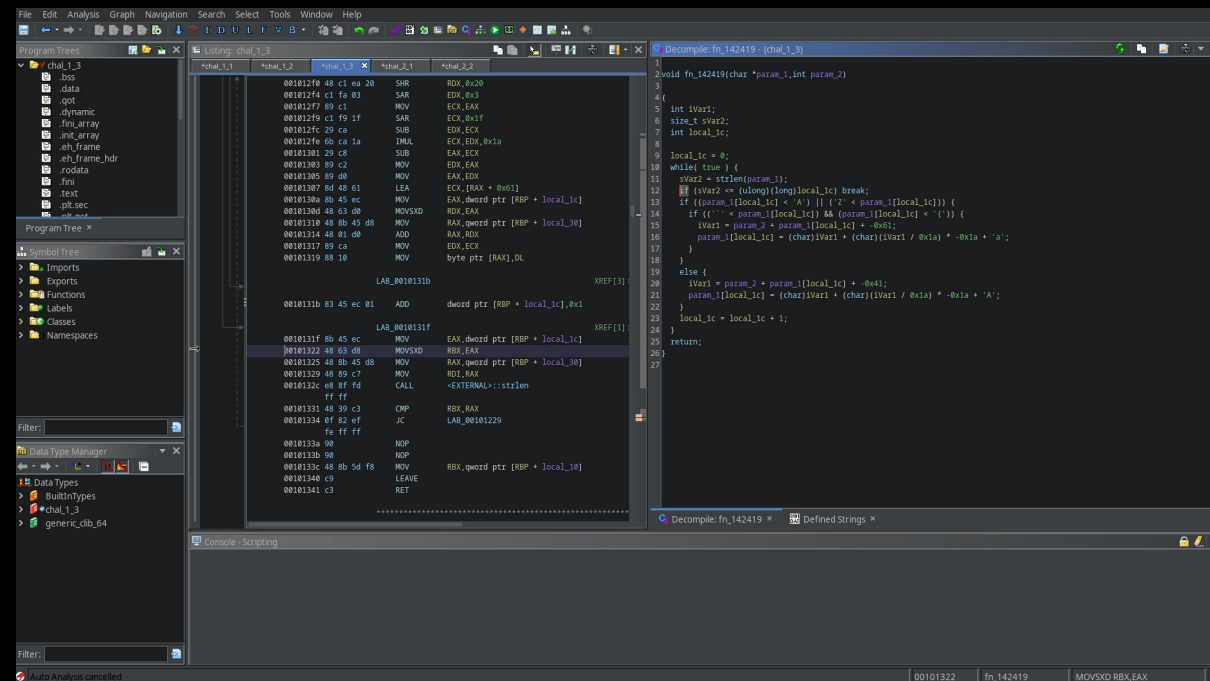 File Edit Analysis Graph Navigation Search Select Tools Window Help
I D U L F V B
Program Trees
chal_1_3
.bss
.data
.got
.dynamic
.fini_array
.init_array
.eh_frame
.eh_frame_hdr
.rodata
.fini
.text
.plt.sec
.plt.got
Program Tree ×
Symbol Tree
Imports
Exports
Functions
Labels
Classes
Namespaces
Filter:
Data Type Manager
Data Types
BuiltInTypes
chal_1_3
generic_clib_64
Filter:
Listing: chal_1_3
*chal_1_1 *chal_1_2 *chal_1_3 *chal_2_1 *chal_2_2
001012f0 48 c1 ea 20 SHR RDX,0x20
001012f4 c1 fa 03 SAR EDX,0x3
001012f7 89 c1 MOV ECX,EAX
001012f9 c1 f9 1f SAR ECX,0x1f
001012fc 29 ca SUB EDX,ECX
001012fe 6b ca 1a IMUL ECX,EDX,0x1a
00101301 29 c8 SUB EAX,ECX
00101303 89 c2 MOV EDX,EAX
00101305 89 d0 MOV EAX,EDX
00101307 8d 48 61 LEA ECX,[RAX + 0x61]
0010130a 8b 45 ec MOV EAX,dword ptr [RBP + local_1c]
0010130d 48 63 d0 MOVSXD RDX,EAX
00101310 48 8b 45 d8 MOV RAX,qword ptr [RBP + local_30]
00101314 48 01 d0 ADD RAX,RDX
00101317 89 ca MOV EDX,ECX
00101319 88 10 MOV byte ptr [RAX],DL
LAB_0010131b XREF[3]:
0010131b 83 45 ec 01 ADD dword ptr [RBP + local_1c],0x1
LAB_0010131f XREF[1]:
0010131f 8b 45 ec MOV EAX,dword ptr [RBP + local_1c]
00101322 48 63 d8 MOVSXD RBX,EAX
00101325 48 8b 45 d8 MOV RAX,qword ptr [RBP + local_30]
00101329 48 89 c7 MOV RDI,RAX
0010132c e8 8f fd CALL <EXTERNAL>::strlen
ff ff
00101331 48 39 c3 CMP RBX,RAX
00101334 0f 82 ef JC LAB_00101229
fe ff ff
0010133a 90 NOP
0010133b 90 NOP
0010133c 48 8b 5d f8 MOV RBX,qword ptr [RBP + local_10]
00101340 c9 LEAVE
00101341 c3 RET
************************************************************
Decompile: fn_142419 - (chal_1_3)
1
2 void fn_142419(char *param_1,int param_2)
3
4 {
5 int iVar1;
6 size_t sVar2;
7 int local_1c;
8
9 local_1c = 0;
10 while( true ) {
11 sVar2 = strlen(param_1);
12 if (sVar2 <= (ulong)(long)local_1c) break;
13 if ((param_1[local_1c] < 'A') || ('Z' < param_1[local_1c])) {
14 if (('`' < param_1[local_1c]) && (param_1[local_1c] < '{')) {
15 iVar1 = param_2 + param_1[local_1c] + -0x61;
16 param_1[local_1c] = (char)iVar1 + (char)(iVar1 / 0x1a) * -0x1a + 'a';
17 }
18 }
19 else {
20 iVar1 = param_2 + param_1[local_1c] + -0x41;
21 param_1[local_1c] = (char)iVar1 + (char)(iVar1 / 0x1a) * -0x1a + 'A';
22 }
23 local_1c = local_1c + 1;
24 }
25 return;
26 }
27
Decompile: fn_142419 × Defined Strings ×
Console - Scripting
Auto Analysis cancelled
00101322 fn_142419 MOVSXD RBX,EAX